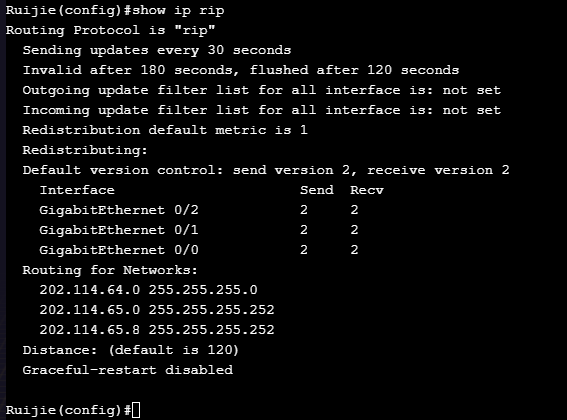 Ruijie(config)#show ip rip
Routing Protocol is "rip"
  Sending updates every 30 seconds
  Invalid after 180 seconds, flushed after 120 seconds
  Outgoing update filter list for all interface is: not set
  Incoming update filter list for all interface is: not set
  Redistribution default metric is 1
  Redistributing:
  Default version control: send version 2, receive version 2
    Interface                      Send  Recv
    GigabitEthernet 0/2            2     2
    GigabitEthernet 0/1            2     2
    GigabitEthernet 0/0            2     2
  Routing for Networks:
    202.114.64.0 255.255.255.0
    202.114.65.0 255.255.255.252
    202.114.65.8 255.255.255.252
  Distance: (default is 120)
  Graceful-restart disabled
Ruijie(config)#